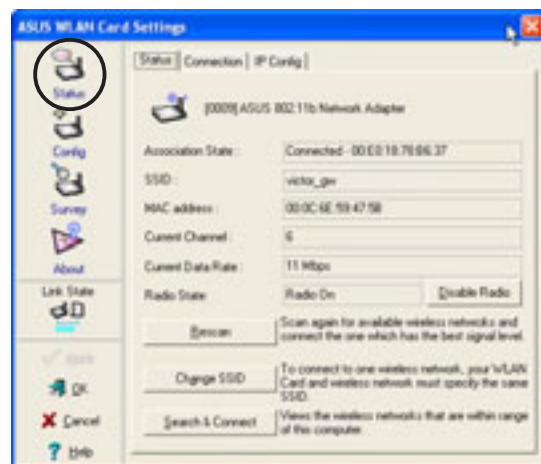 ASUS WLAN Card Settings
Status
Config
Survey
About
Link State
Apply
OK
Cancel
Help
Status Connection IP Config
[0009] ASUS 802.11b Network Adapter
Association State : Connected - 00:E0:18:78:B6:37
SSID : victor_gw
MAC address : 00:0C:6E:59:47:5B
Current Channel : 6
Current Data Rate : 11 Mbps
Radio State Radio On Disable Radio
Rescan
Scan again for available wireless networks and
connect the one which has the best signal level.
Change SSID
To connect to one wireless network, your WLAN
Card and wireless network must specify the same
SSID.
Search & Connect
Views the wireless networks that are within range
of this computer.